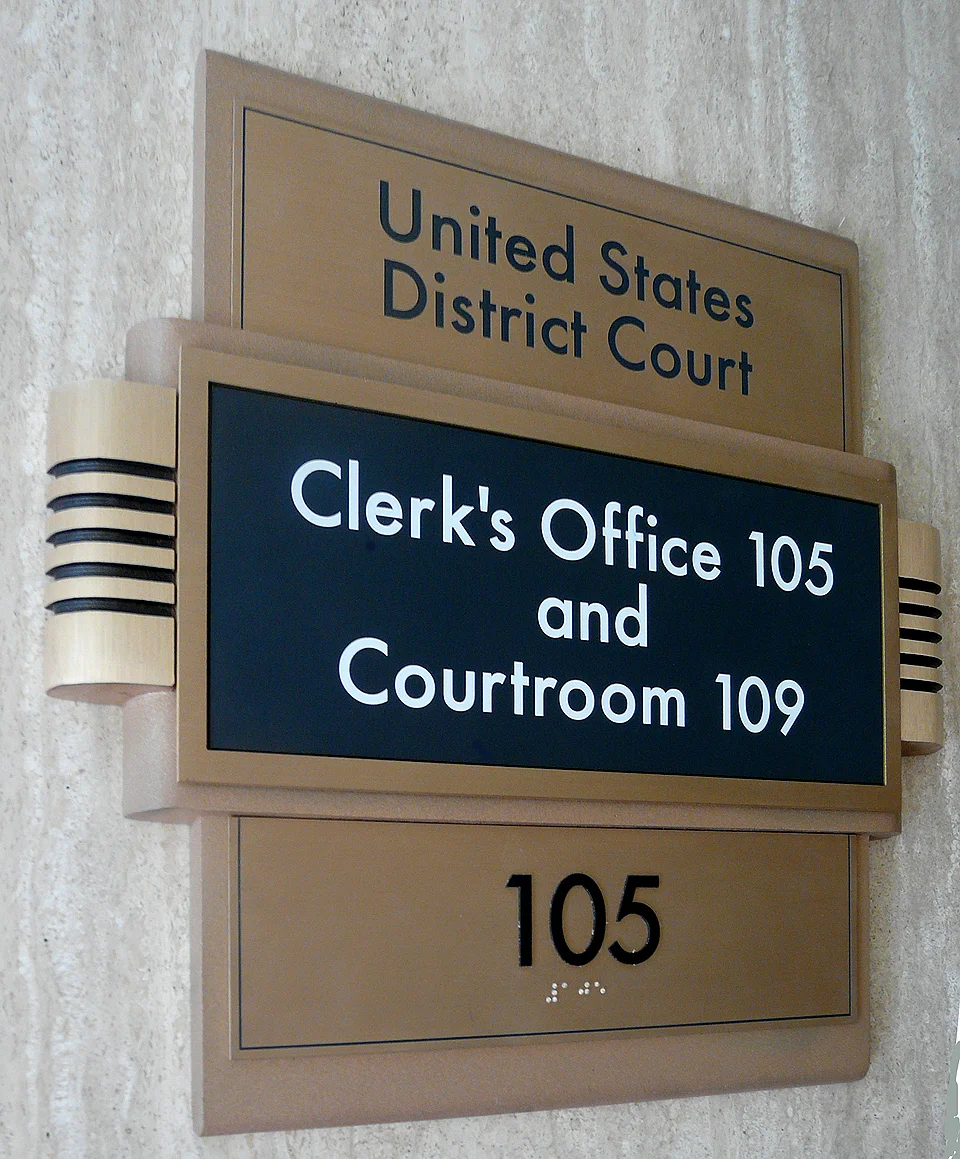 United States
District Court
Clerk's Office 105
and
Courtroom 109
105
⠼⠁⠚⠑